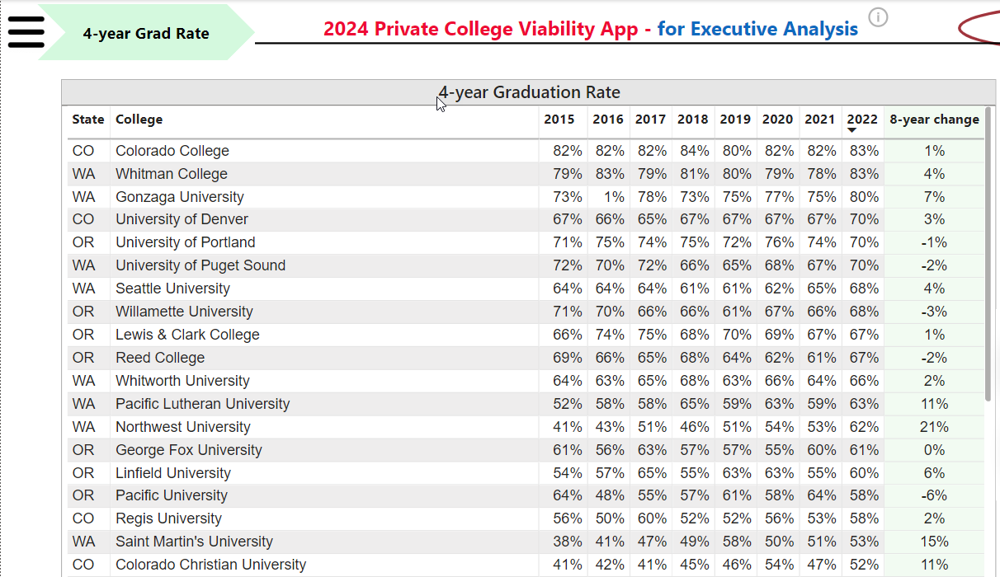 4-year Grad Rate
2024 Private College Viability App - for Executive Analysis
4-year Graduation Rate
State College 2015 2016 2017 2018 2019 2020 2021 2022 8-year change
CO Colorado College 82% 82% 82% 84% 80% 82% 82% 83% 1%
WA Whitman College 79% 83% 79% 81% 80% 79% 78% 83% 4%
WA Gonzaga University 73% 1% 78% 73% 75% 77% 75% 80% 7%
CO University of Denver 67% 66% 65% 67% 67% 67% 67% 70% 3%
OR University of Portland 71% 75% 74% 75% 72% 76% 74% 70% -1%
WA University of Puget Sound 72% 70% 72% 66% 65% 68% 67% 70% -2%
WA Seattle University 64% 64% 64% 61% 61% 62% 65% 68% 4%
OR Willamette University 71% 70% 66% 66% 61% 67% 66% 68% -3%
OR Lewis & Clark College 66% 74% 75% 68% 70% 69% 67% 67% 1%
OR Reed College 69% 66% 65% 68% 64% 62% 61% 67% -2%
WA Whitworth University 64% 63% 65% 68% 63% 66% 64% 66% 2%
WA Pacific Lutheran University 52% 58% 58% 65% 59% 63% 59% 63% 11%
WA Northwest University 41% 43% 51% 46% 51% 54% 53% 62% 21%
OR George Fox University 61% 56% 63% 57% 57% 55% 60% 61% 0%
OR Linfield University 54% 57% 65% 55% 63% 63% 55% 60% 6%
OR Pacific University 64% 48% 55% 57% 61% 58% 64% 58% -6%
CO Regis University 56% 50% 60% 52% 52% 56% 53% 58% 2%
WA Saint Martin's University 38% 41% 47% 49% 58% 50% 51% 53% 15%
CO Colorado Christian University 41% 42% 41% 45% 46% 54% 47% 52% 11%